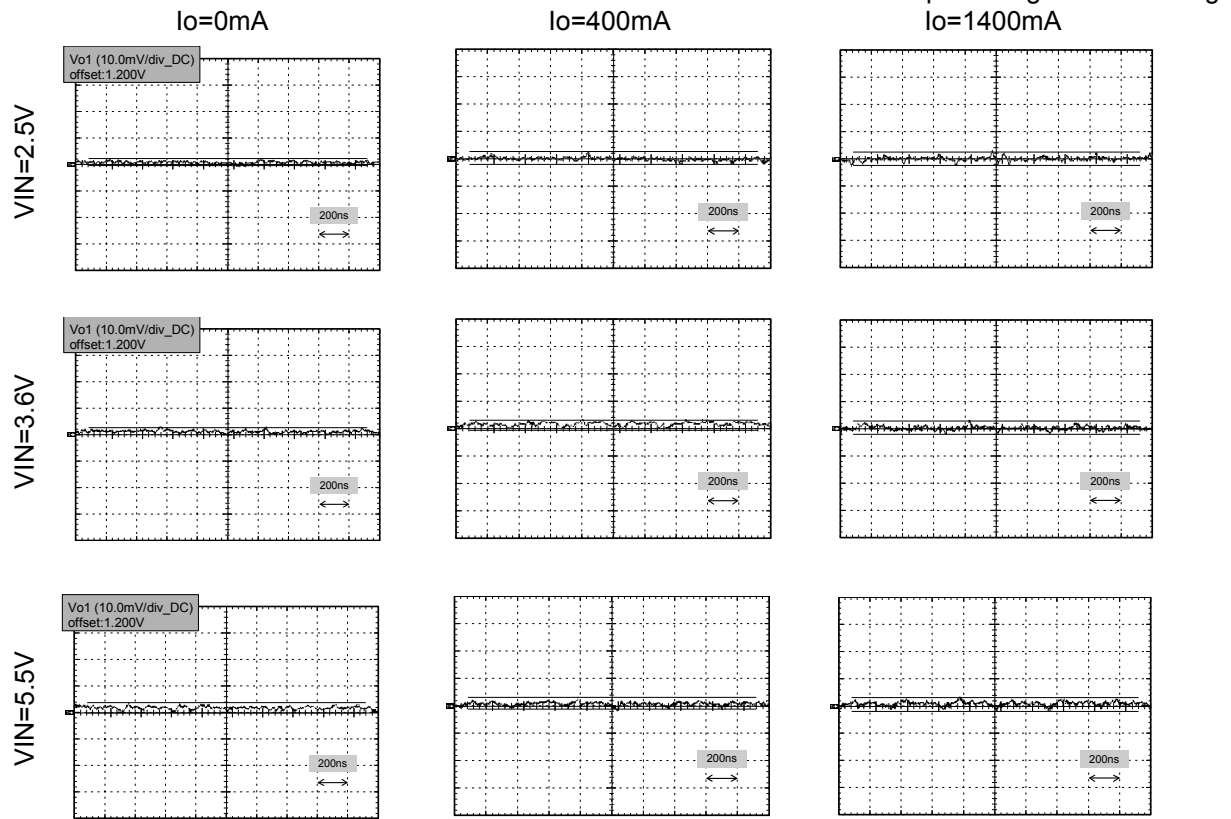 Io=0mA
Io=400mA
Io=1400mA
VIN=2.5V
Vo1 (10.0mV/div_DC)
offset:1.200V
200ns
200ns
200ns
VIN=3.6V
Vo1 (10.0mV/div_DC)
offset:1.200V
200ns
200ns
200ns
VIN=5.5V
Vo1 (10.0mV/div_DC)
offset:1.200V
200ns
200ns
200ns